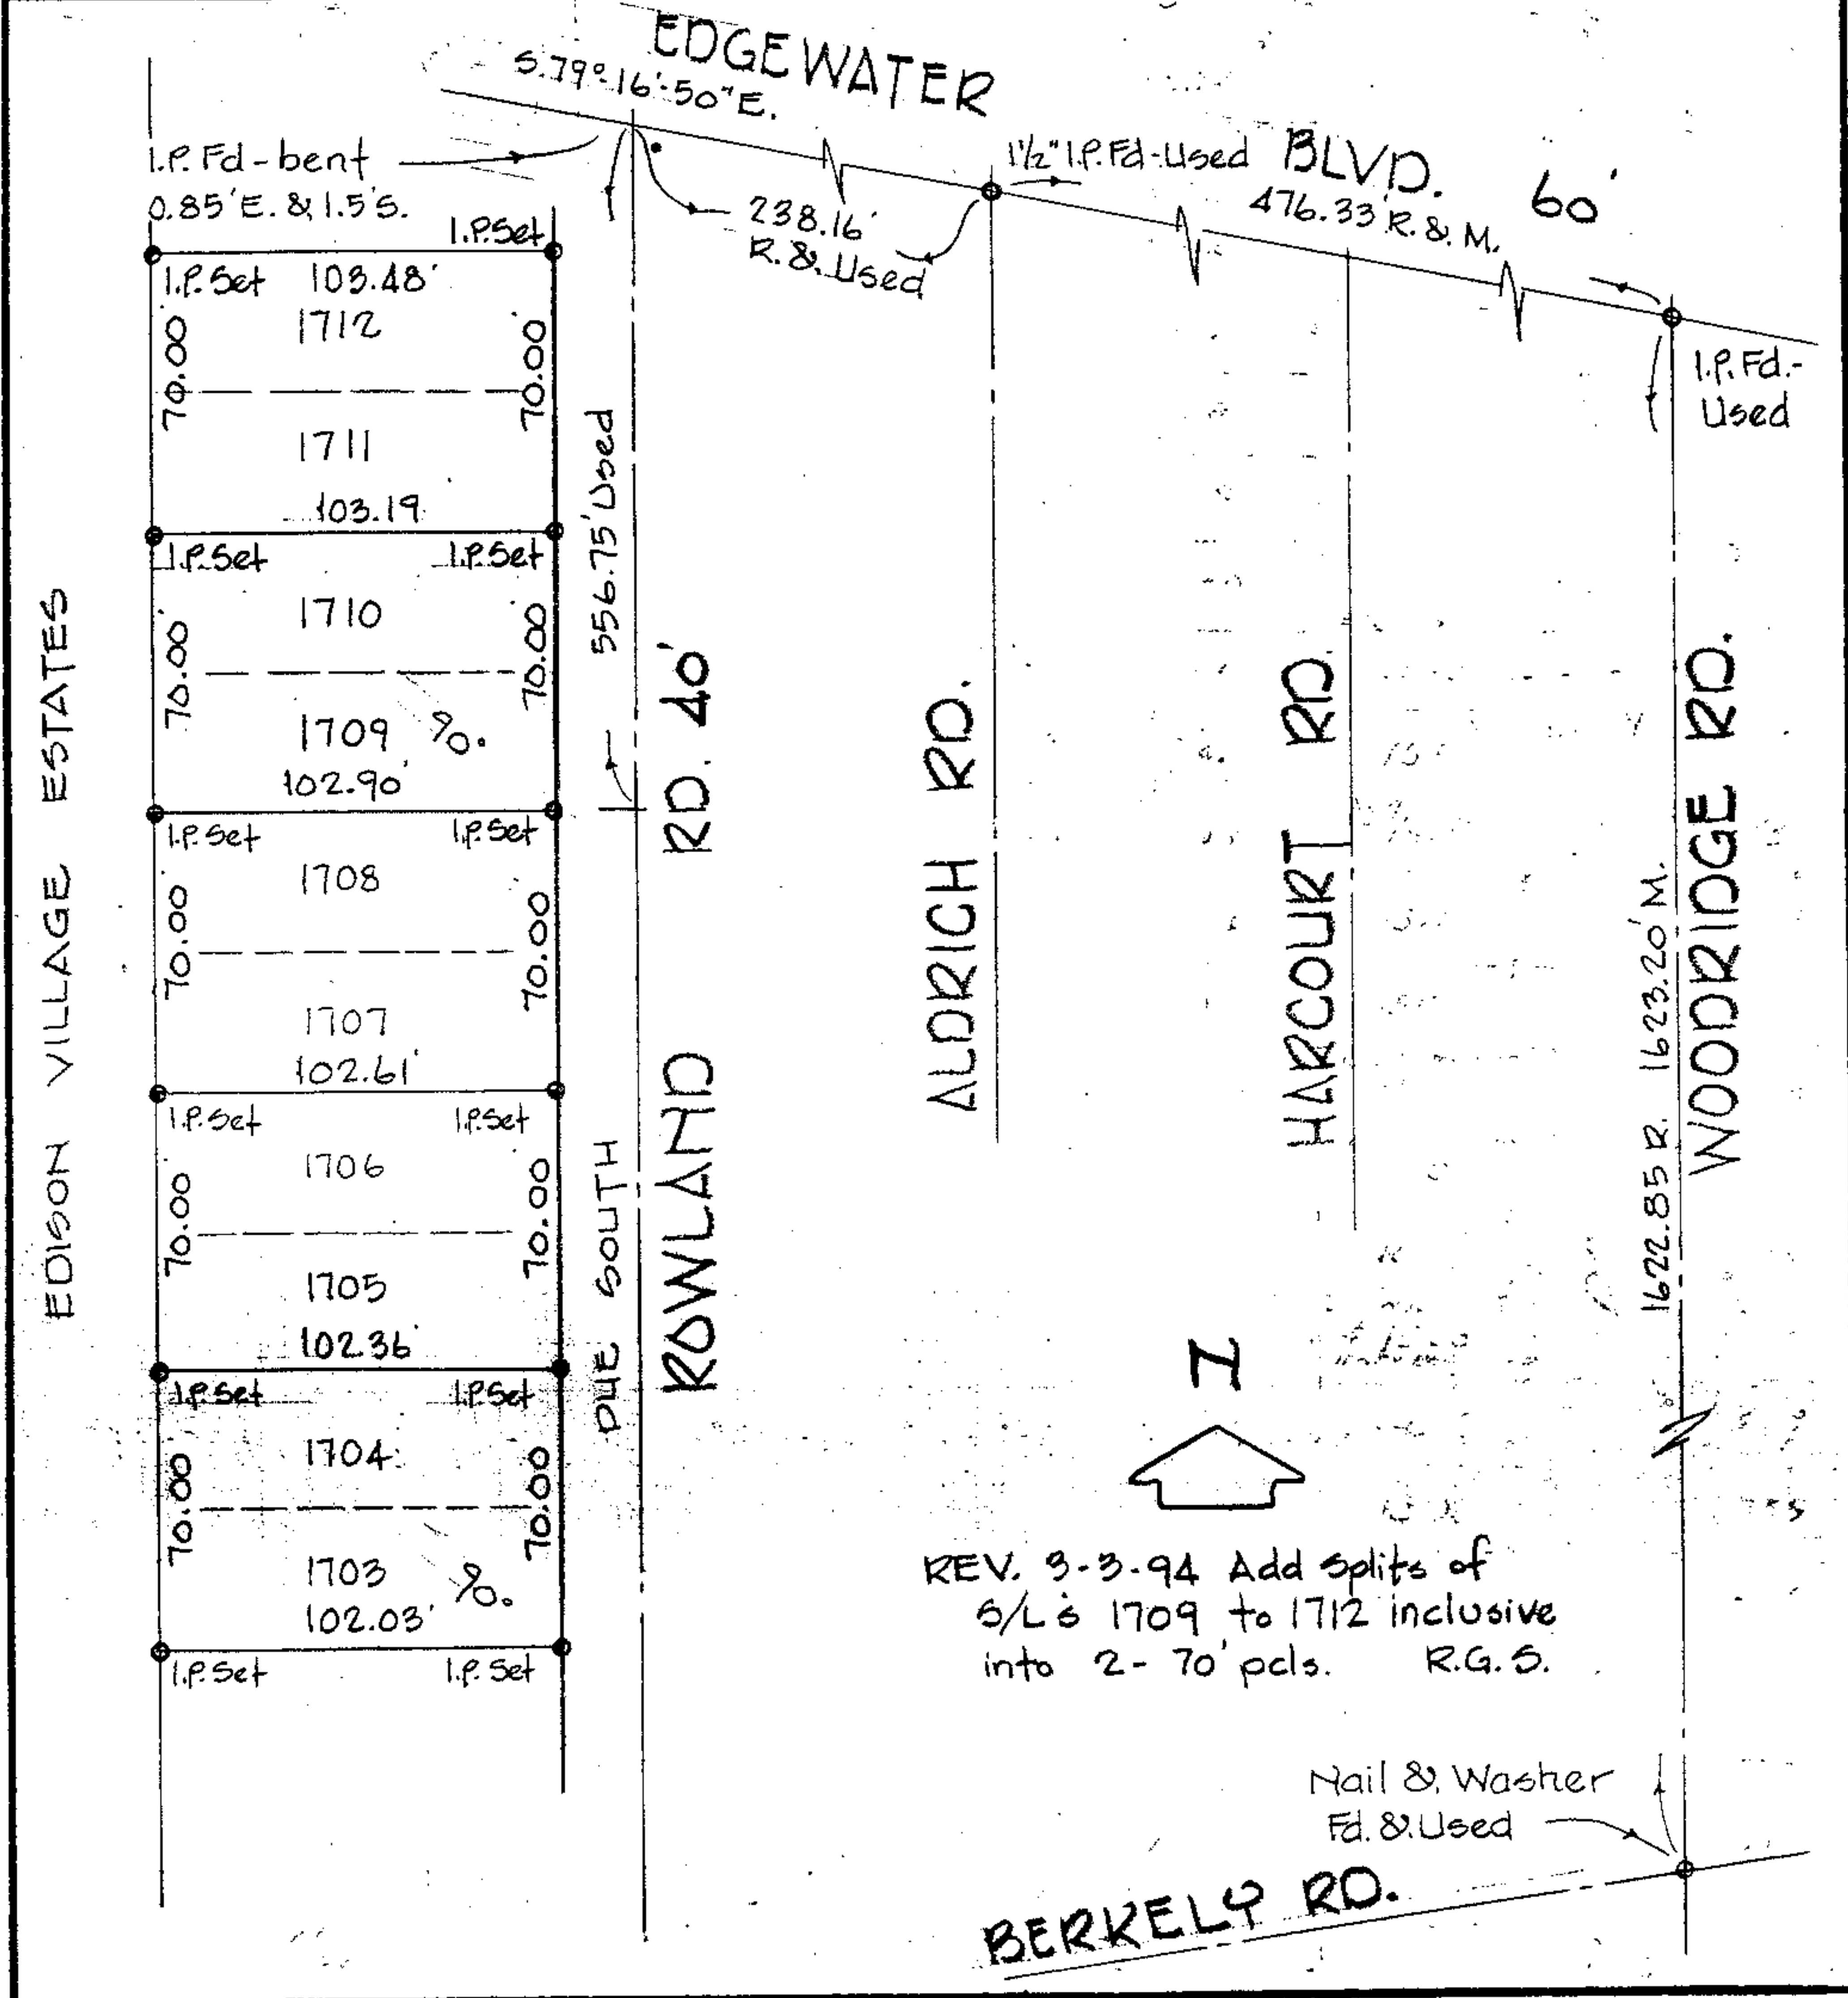 EDGEWATER
S.79°-16'-50"E.
I.P. Fd-bent
0.85'E. & 1.5'S.
1½" I.P. Fd-Used
BLVD.
60'
476.33 R. & M.
238.16'
R. & Used
I.P. Fd.-
Used
I.P. Set
I.P. Set 103.48'
1712
70.00
70.00
1711
103.19
I.P. Set
I.P. Set
1710
70.00
70.00
1709 %.
102.90'
I.P. Set
I.P. Set
1708
70.00
70.00
1707
102.61'
I.P. Set
I.P. Set
1706
70.00
70.00
1705
102.36'
I.P. Set
I.P. Set
1704
70.00
70.00
1703 %.
102.03'
I.P. Set
I.P. Set
EDISON VILLAGE ESTATES
556.75' Used
DUE SOUTH
ROWLAND RD. 40'
ALDRICH RD.
HARCOURT RD.
1622.85 R. 1623.20' M.
WOODRIDGE RD.
N
REV. 3-3-94 Add Splits of
S/L's 1709 to 1712 inclusive
into 2-70' pcls. R.G.S.
Nail & Washer
Fd. & Used
BERKELY RD.